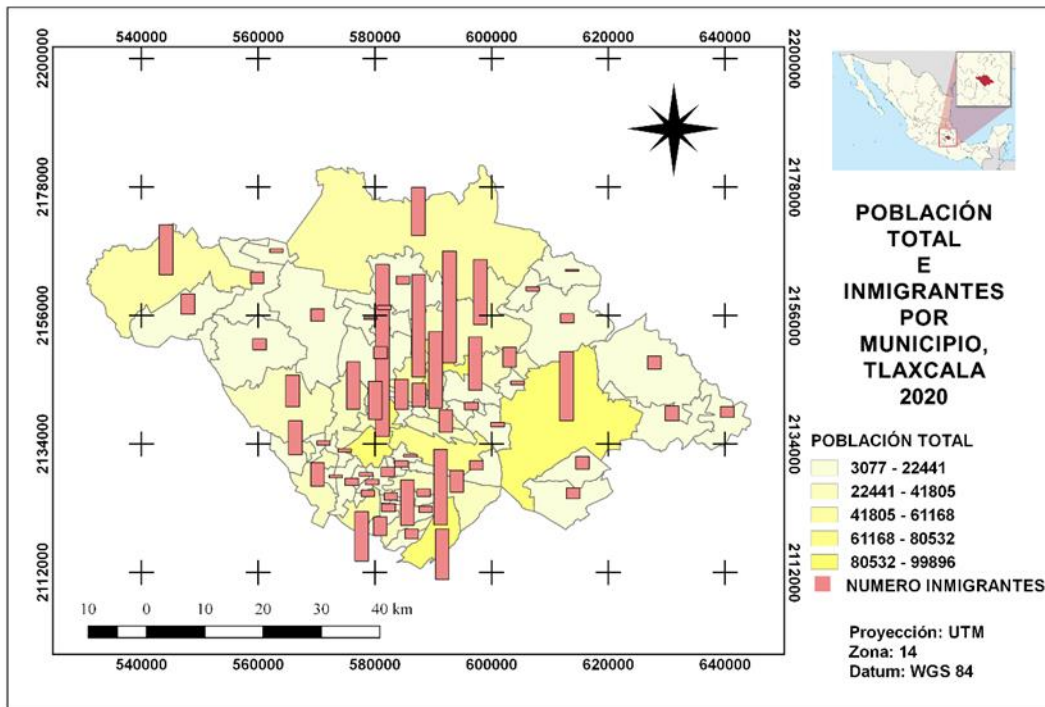 540000 560000 580000 600000 620000 640000
2200000 2200000
2178000 2178000
2156000 2156000
2134000 2134000
2112000 2112000
10 0 10 20 30 40 km
540000 560000 580000 600000 620000 640000
POBLACIÓN
TOTAL
E
INMIGRANTES
POR
MUNICIPIO,
TLAXCALA
2020
POBLACIÓN TOTAL
3077 - 22441
22441 - 41805
41805 - 61168
61168 - 80532
80532 - 99896
NUMERO INMIGRANTES
Proyección: UTM
Zona: 14
Datum: WGS 84